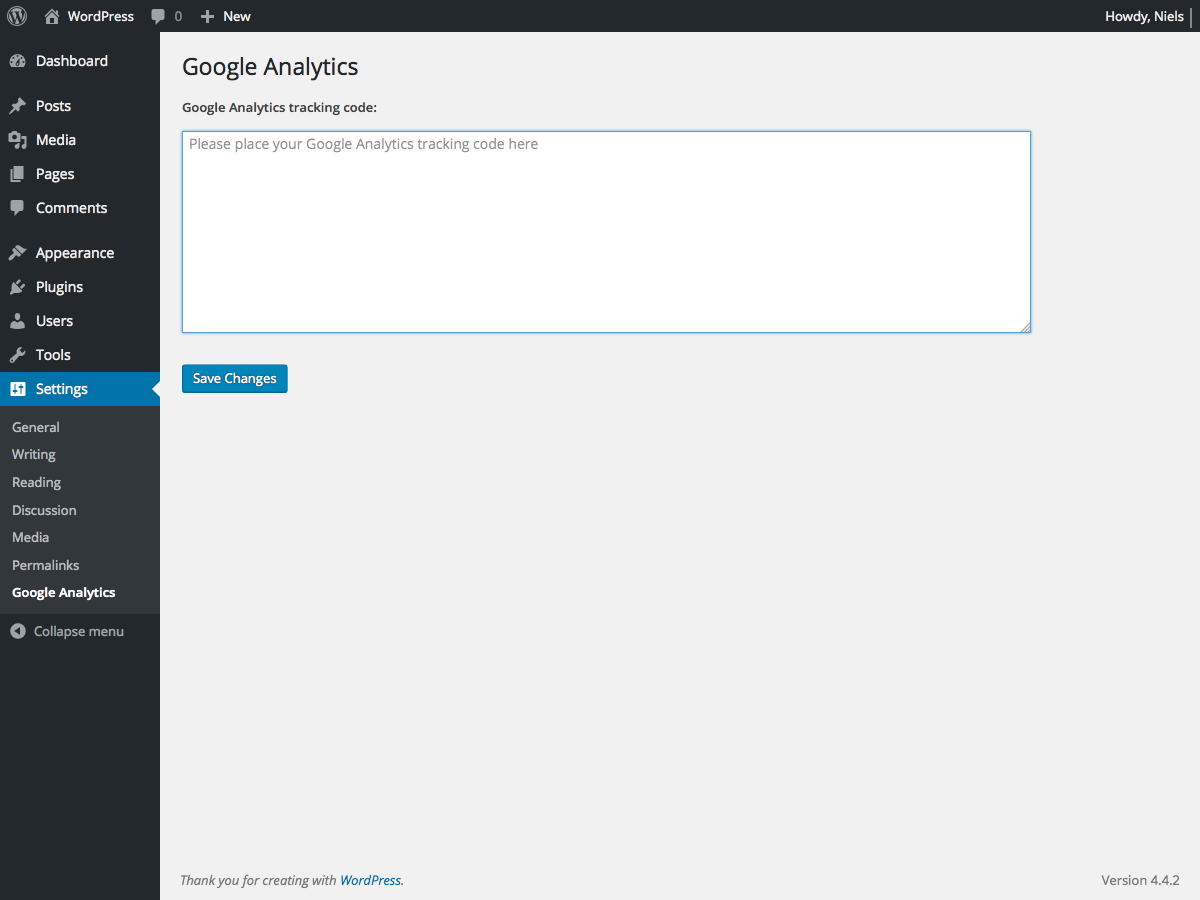 WordPress 0 New Howdy, Niels
Dashboard
Posts
Media
Pages
Comments
Appearance
Plugins
Users
Tools
Settings
General
Writing
Reading
Discussion
Media
Permalinks
Google Analytics
Collapse menu
Google Analytics
Google Analytics tracking code:
Please place your Google Analytics tracking code here
Save Changes
Thank you for creating with WordPress. Version 4.4.2